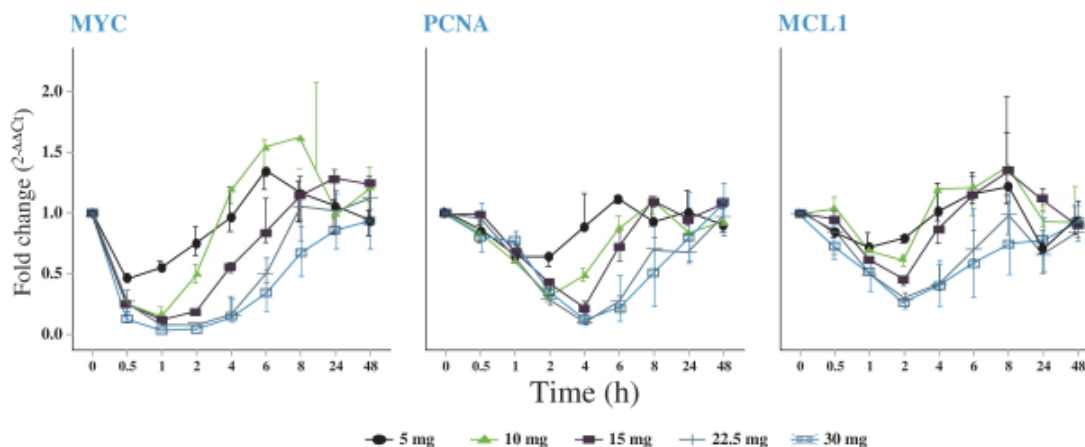 MYC PCNA MCL1
Fold change (2-ΔΔCt)
2.0
1.5
1.0
0.5
0.0
0 0.5 1 2 4 6 8 24 48 0 0.5 1 2 4 6 8 24 48 0 0.5 1 2 4 6 8 24 48
Time (h)
5 mg 10 mg 15 mg 22.5 mg 30 mg